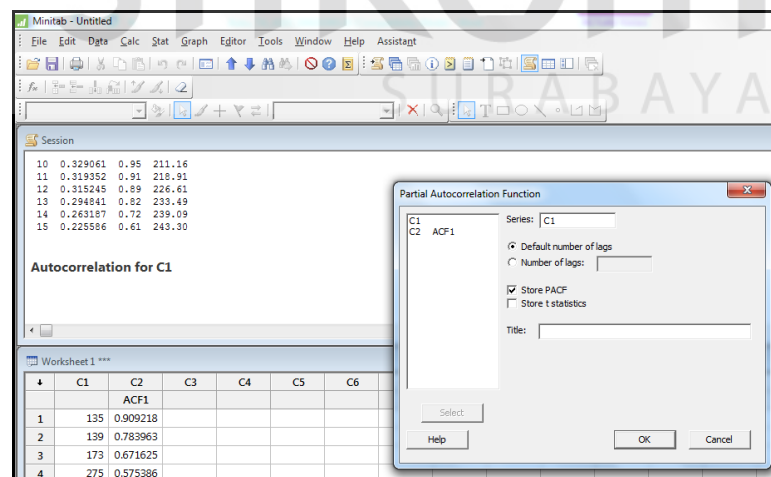 Minitab - Untitled
File Edit Data Calc Stat Graph Editor Tools Window Help Assistant
SURABAYA
Session
10 0.329061 0.95 211.16
11 0.319352 0.91 218.91
12 0.315245 0.89 226.61
13 0.294841 0.82 233.49
14 0.263187 0.72 239.09
15 0.225586 0.61 243.30
Autocorrelation for C1
Partial Autocorrelation Function
C1
C2 ACF1
Series: C1
Default number of lags
Number of lags:
Store PACF
Store t statistics
Title:
Select
Help
OK
Cancel
Worksheet 1 ***
C1 C2 C3 C4 C5 C6
ACF1
1 135 0.909218
2 139 0.783963
3 173 0.671625
4 275 0.575386